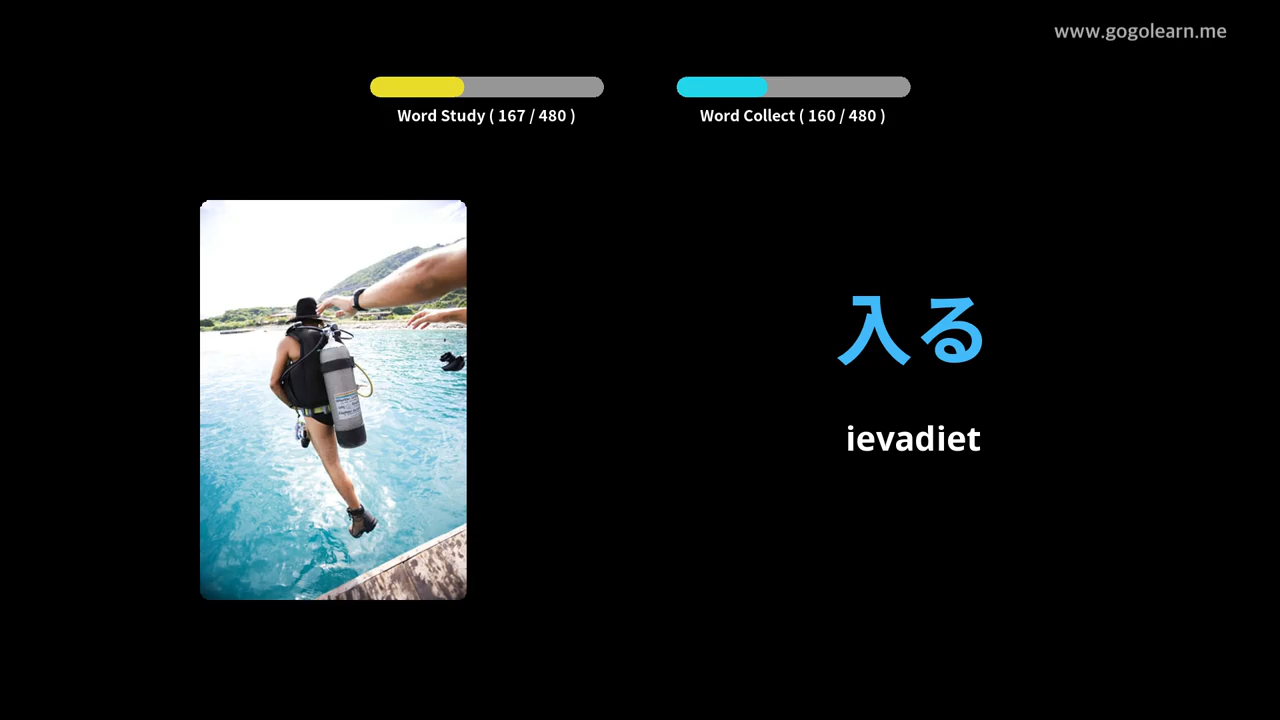 www.gogolearn.me
Word Study ( 167 / 480 )
Word Collect ( 160 / 480 )
入る
ievadiet